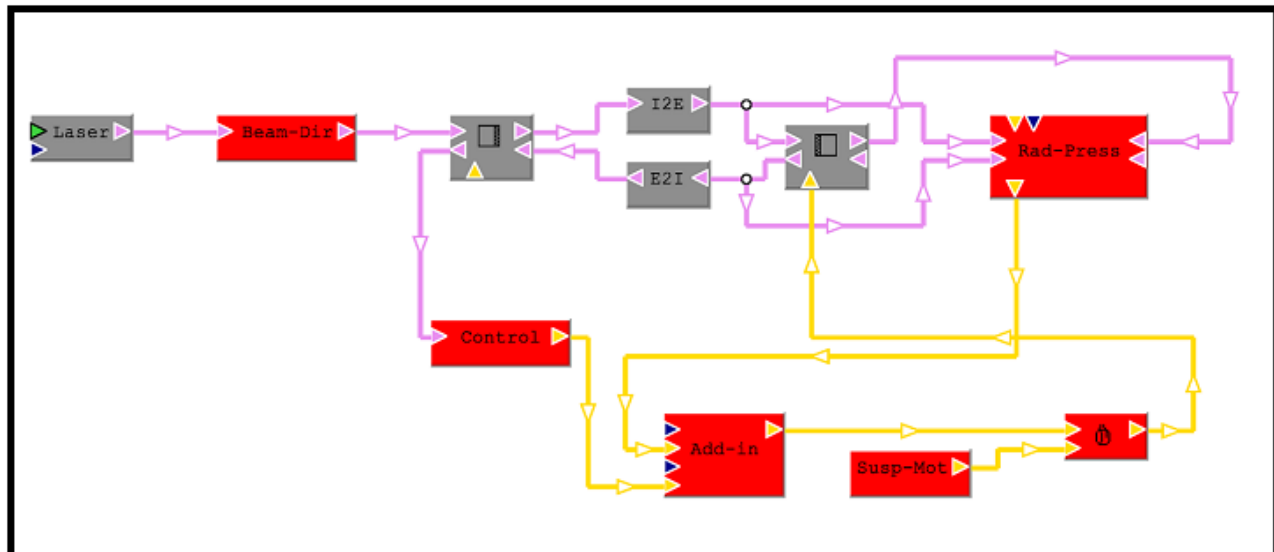 Laser
Beam-Dir
I2E
E2I
Rad-Press
Control
Add-in
Susp-Mot